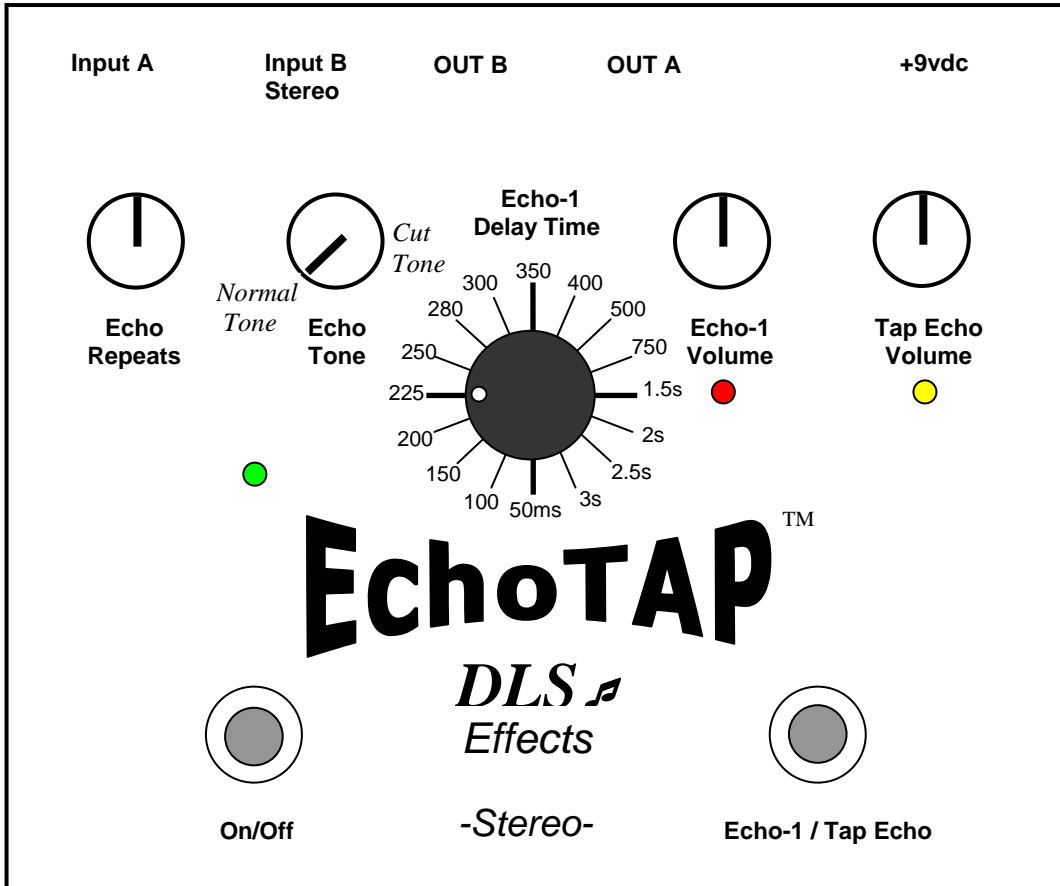 Input A
Input B
Stereo
OUT B
OUT A
+9vdc
Echo-1
Delay Time
Cut
Tone
Normal
Tone
Echo
Repeats
Echo
Tone
350
300
400
280
500
250
750
225
1.5s
200
2s
150
2.5s
100
3s
50ms
Echo-1
Volume
Tap Echo
Volume
EchoTAP TM
DLS
Effects
-Stereo-
On/Off
Echo-1 / Tap Echo